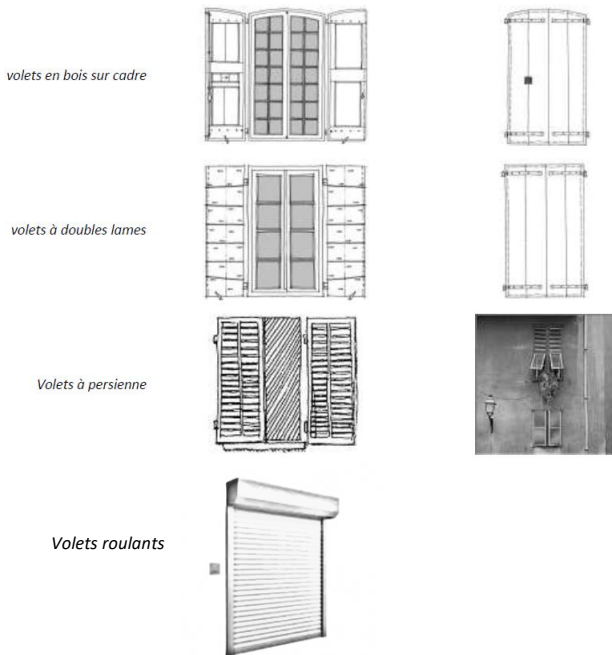 volets en bois sur cadre
volets à doubles lames
Volets à persienne
Volets roulants